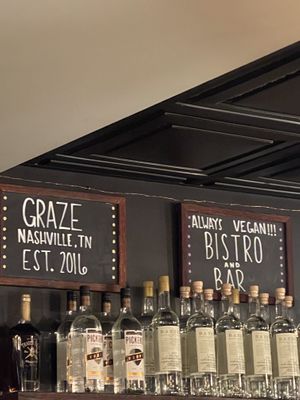 GRAZE
NASHVILLE, TN
EST. 2016
ALWAYS VEGAN!!!
BISTRO
AND
BAR
PICKERS
PICKERS